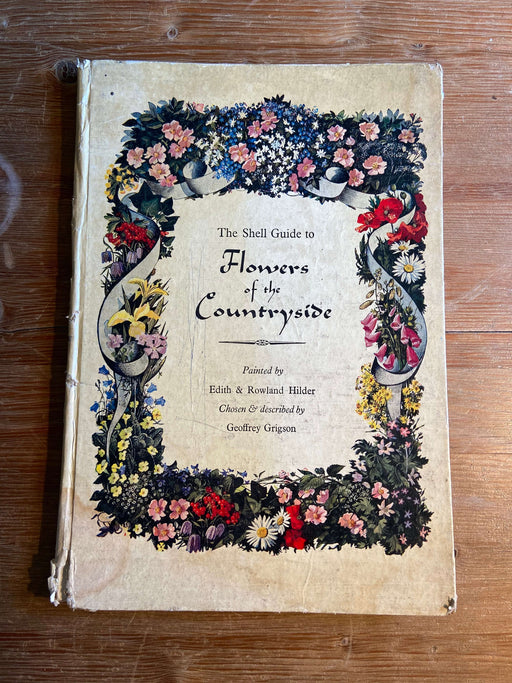 The Shell Guide to
Flowers
of the
Countryside
Painted by
Edith & Rowland Hilder
Chosen & described by
Geoffrey Grigson